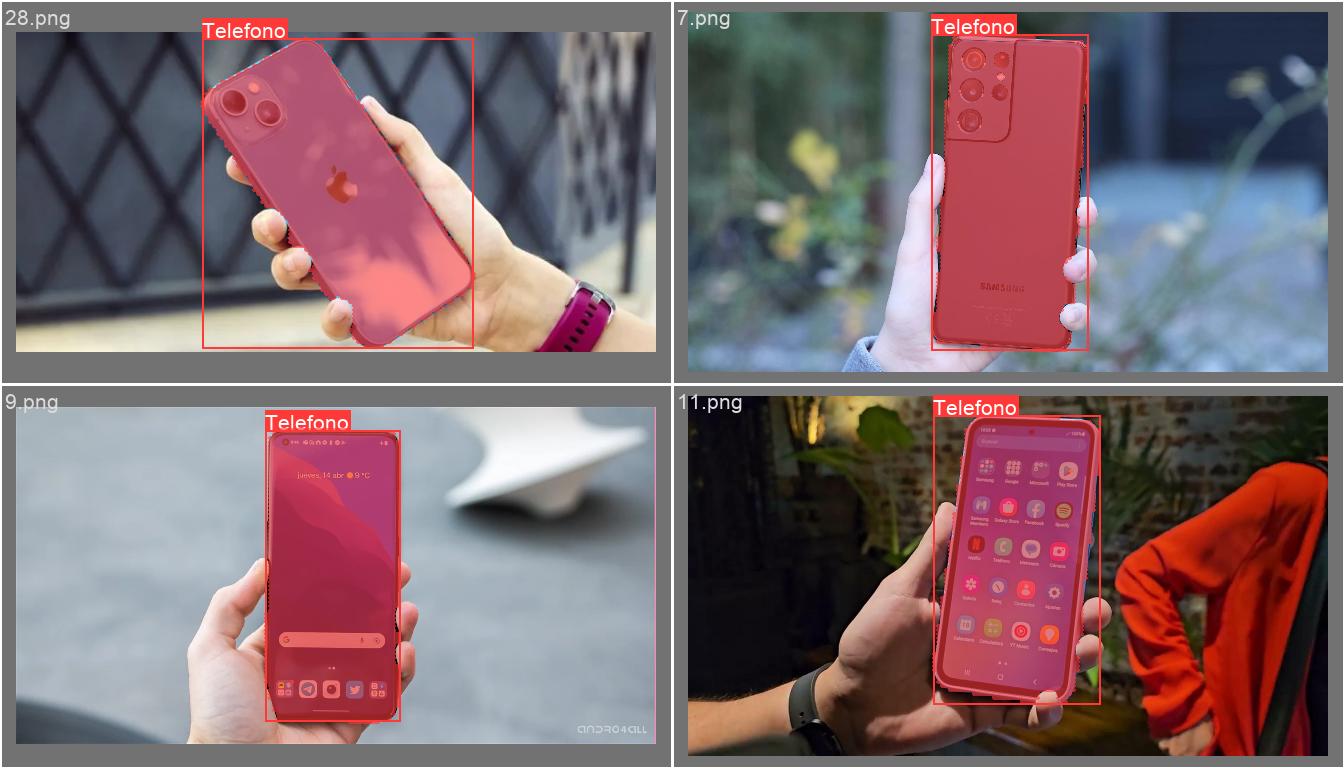 28.png
Telefono
7.png
Telefono
SAMSUNG
9.png
Telefono
jueves, 14 abr 9 °C
andro4all
11.png
Telefono
Buscar
Samsung Google Microsoft Play Store
Samsung Members Galaxy Store Facebook Spotify
Netflix Teléfono Mensajes Cámara
Galería Reloj Contactos Ajustes
Calendario Calculadora YT Music Consejos